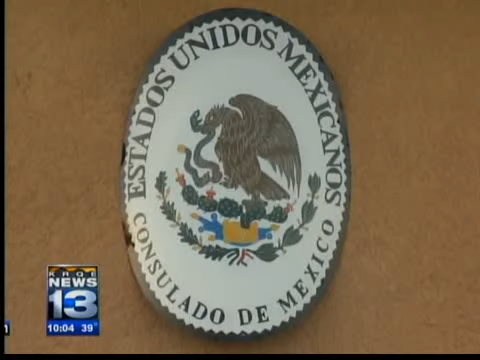 ESTADOS UNIDOS MEXICANOS
CONSULADO DE MEXICO
KRQE
NEWS
13
10:04 39°